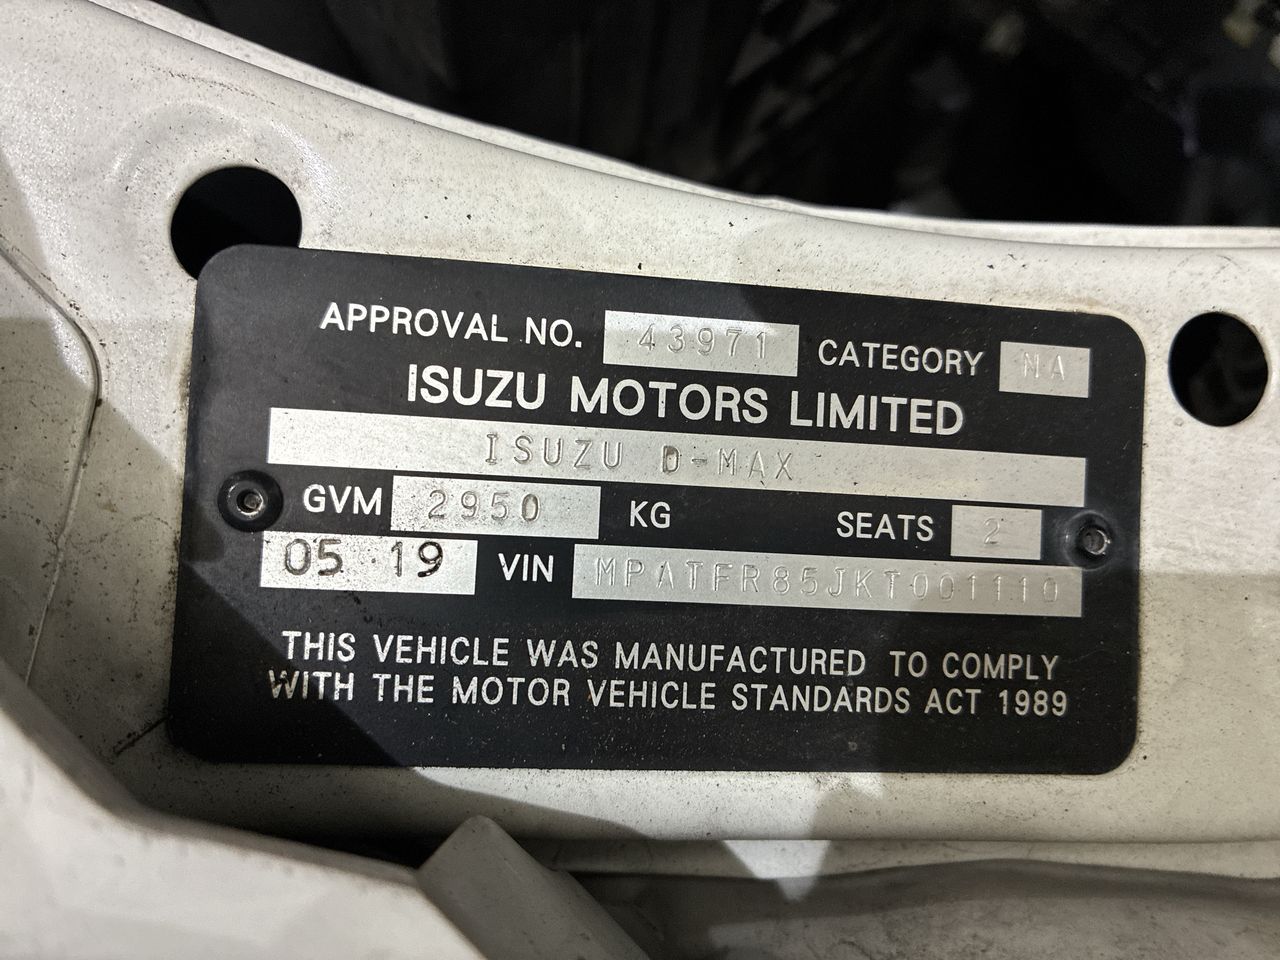 APPROVAL NO. 43971 CATEGORY NA
ISUZU MOTORS LIMITED
ISUZU D-MAX
GVM 2950 KG SEATS 2
05 19 VIN MPATFR85JKT001110
THIS VEHICLE WAS MANUFACTURED TO COMPLY
WITH THE MOTOR VEHICLE STANDARDS ACT 1989